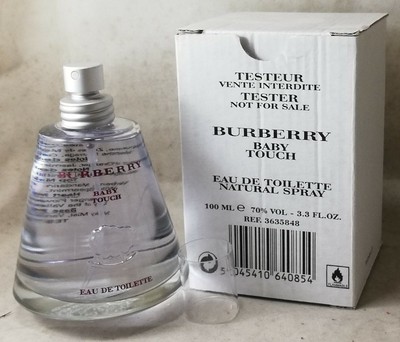 BURBERRY
BABY
TOUCH
EAU DE TOILETTE
TESTEUR
VENTE INTERDITE
TESTER
NOT FOR SALE
BURBERRY
BABY
TOUCH
EAU DE TOILETTE
NATURAL SPRAY
100 ML ℮ 70% VOL - 3.3 FL.OZ.
REF. 3635848
5 045410 640854